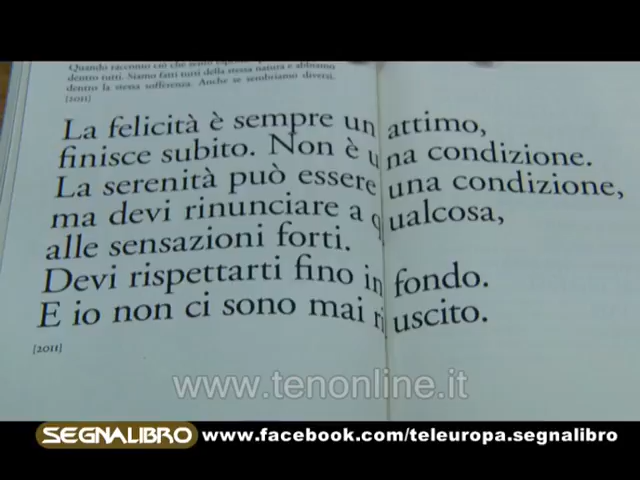 Quando racconto ciò che sento
dentro tutti. Siamo fatti tutti della stessa natura e abbiamo
dentro la stessa sofferenza. Anche se sembriamo diversi.
[2011]
La felicità è sempre un attimo,
finisce subito. Non è una condizione.
La serenità può essere una condizione,
ma devi rinunciare a qualcosa,
alle sensazioni forti.
Devi rispettarti fino in fondo.
E io non ci sono mai riuscito.
[2011]
www.tenonline.it
SEGNALIBRO www.facebook.com/teleuropa.segnalibro